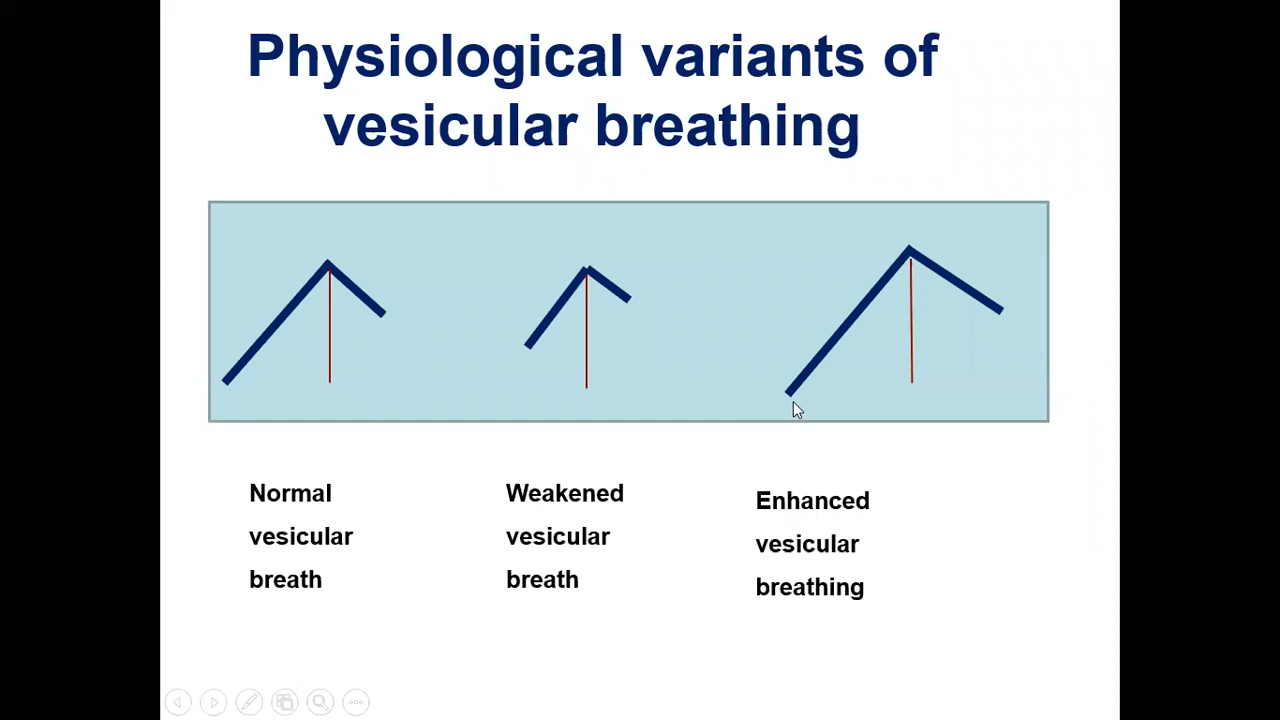 Physiological variants of
vesicular breathing
Normal
vesicular
breath
Weakened
vesicular
breath
Enhanced
vesicular
breathing